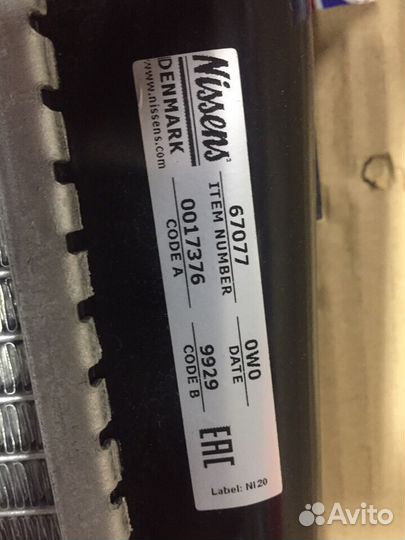 Nissens
DENMARK
www.nissens.com
67077
ITEM NUMBER
0017376
CODE A
0W0
DATE
9929
CODE B
EAC
Label: NI20
Avito